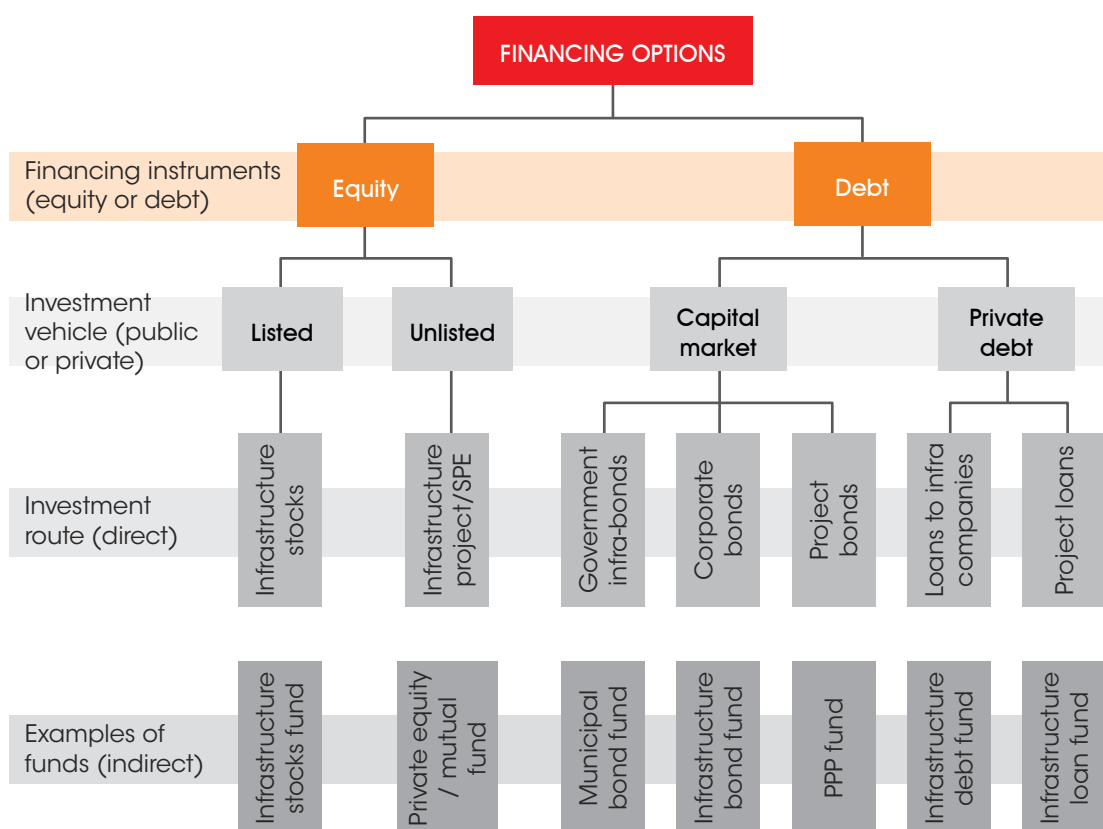 FINANCING OPTIONS
Financing instruments
(equity or debt)
Equity
Debt
Investment
vehicle (public
or private)
Listed
Unlisted
Capital
market
Private
debt
Investment
route (direct)
Infrastructure
stocks
Infrastructure
project/SPE
Government
infra-bonds
Corporate
bonds
Project
bonds
Loans to infra
companies
Project loans
Examples of
funds (indirect)
Infrastructure
stocks fund
Private equity
/ mutual
fund
Municipal
bond fund
Infrastructure
bond fund
PPP fund
Infrastructure
debt fund
Infrastructure
loan fund